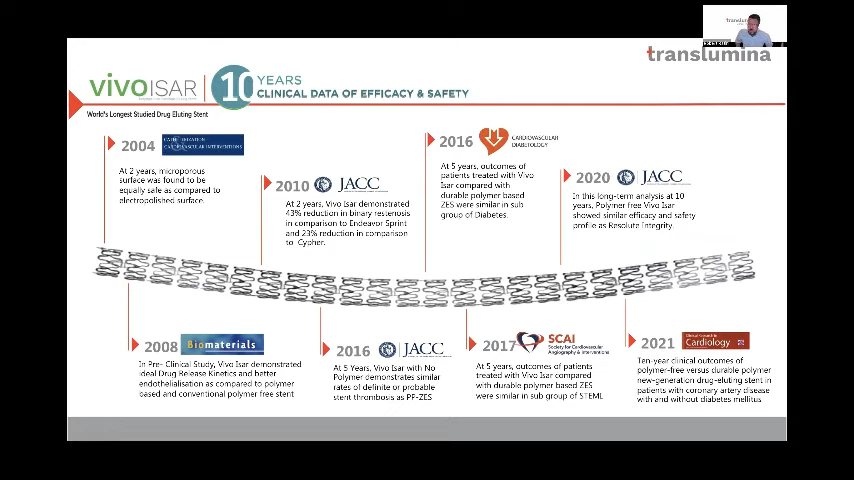 translumina
vivo ISAR
10 YEARS
CLINICAL DATA OF EFFICACY & SAFETY
World's Longest Studied Drug Eluting Stent
2004
CARDIOVASCULAR INTERVENTIONS
At 2 years, microporous
surface was found to be
equally safe as compared to
electropolished surface.
2010 JACC
At 2 years, Vivo Isar demonstrated
43% reduction in binary restenosis
in comparison to Endeavor Sprint
and 23% reduction in comparison
to Cypher.
2016 CARDIOVASCULAR
DIABETOLOGY
At 5 years, outcomes of
patients treated with Vivo
Isar compared with
durable polymer based
ZES were similar in sub
group of Diabetes.
2020 JACC
In this long-term analysis at 10
years, Polymer free Vivo Isar
showed similar efficacy and safety
profile as Resolute Integrity.
2008 Biomaterials
In Pre- Clinical Study, Vivo Isar demonstrated
ideal Drug Release Kinetics and better
endothelialisation as compared to polymer
based and conventional polymer free stent
2016 JACC
At 5 Years, Vivo Isar with No
Polymer demonstrates similar
rates of definite or probable
stent thrombosis as PP-ZES
2017 SCAI
Society for Cardiovascular
Angiography & Interventions
At 5 years, outcomes of patients
treated with Vivo Isar compared
with durable polymer based ZES
were similar in sub group of STEMI.
2021 Clinical Research in
Cardiology
Ten-year clinical outcomes of
polymer-free versus durable polymer
new-generation drug-eluting stent in
patients with coronary artery disease
with and without diabetes mellitus